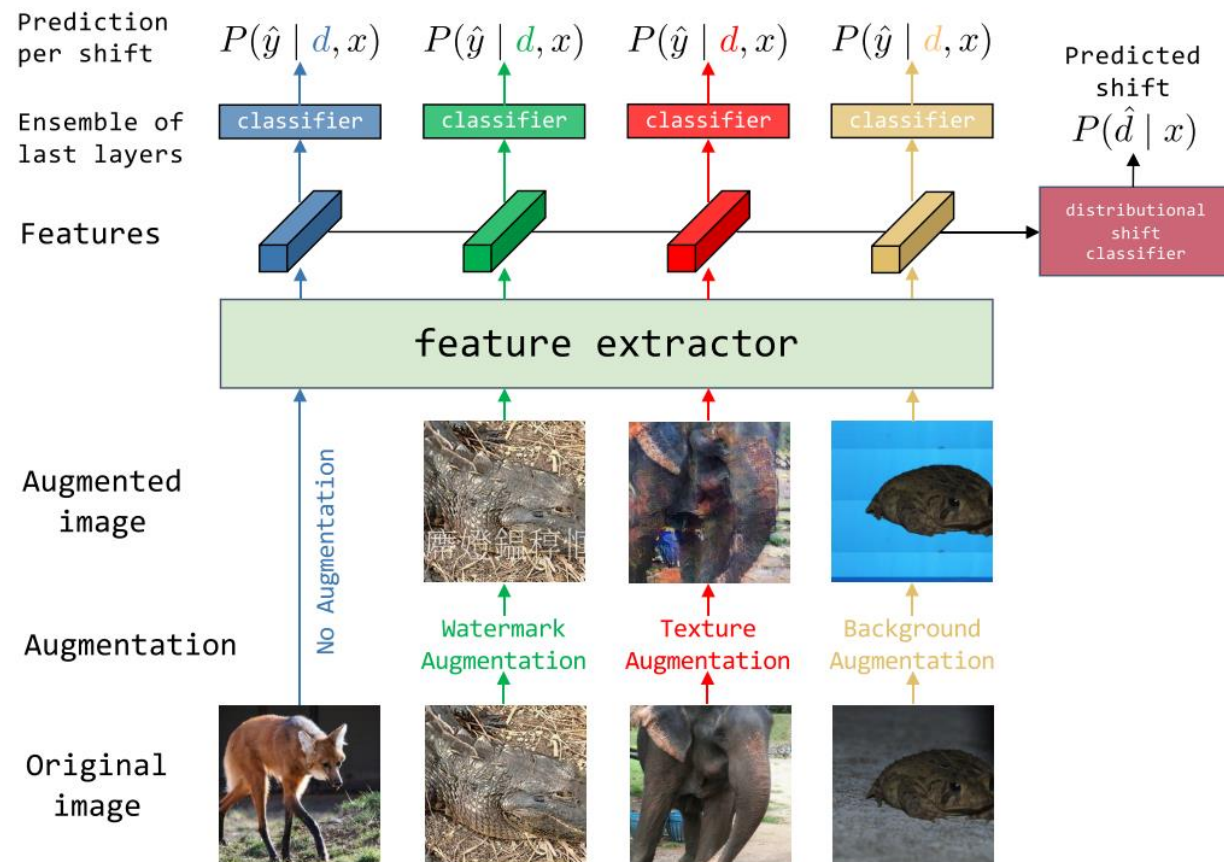 Prediction
per shift
P(ŷ | d, x)
P(ŷ | d, x)
P(ŷ | d, x)
P(ŷ | d, x)
Predicted
shift
P(d̂ | x)
Ensemble of
last layers
classifier
classifier
classifier
classifier
Features
distributional
shift
classifier
feature extractor
Augmented
image
No Augmentation
Augmentation
Watermark
Augmentation
Texture
Augmentation
Background
Augmentation
Original
image